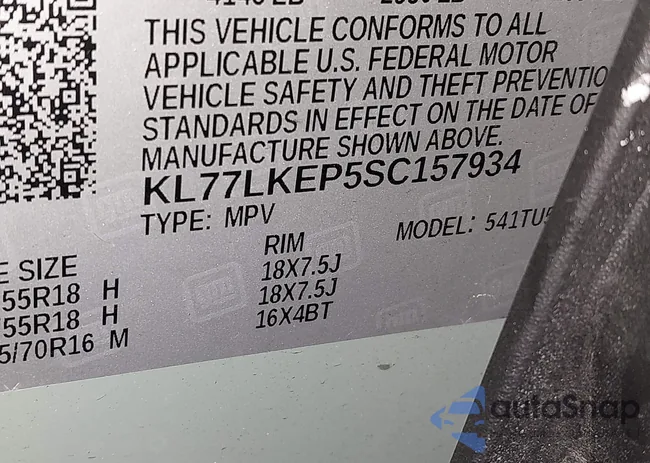 THIS VEHICLE CONFORMS TO ALL
APPLICABLE U.S. FEDERAL MOTOR
VEHICLE SAFETY AND THEFT PREVENTIO
STANDARDS IN EFFECT ON THE DATE OF
MANUFACTURE SHOWN ABOVE.
KL77LKEP5SC157934
TYPE: MPV MODEL: 541TU
E SIZE RIM
55R18 H 18X7.5J
55R18 H 18X7.5J
5/70R16 M 16X4BT
autoSnap